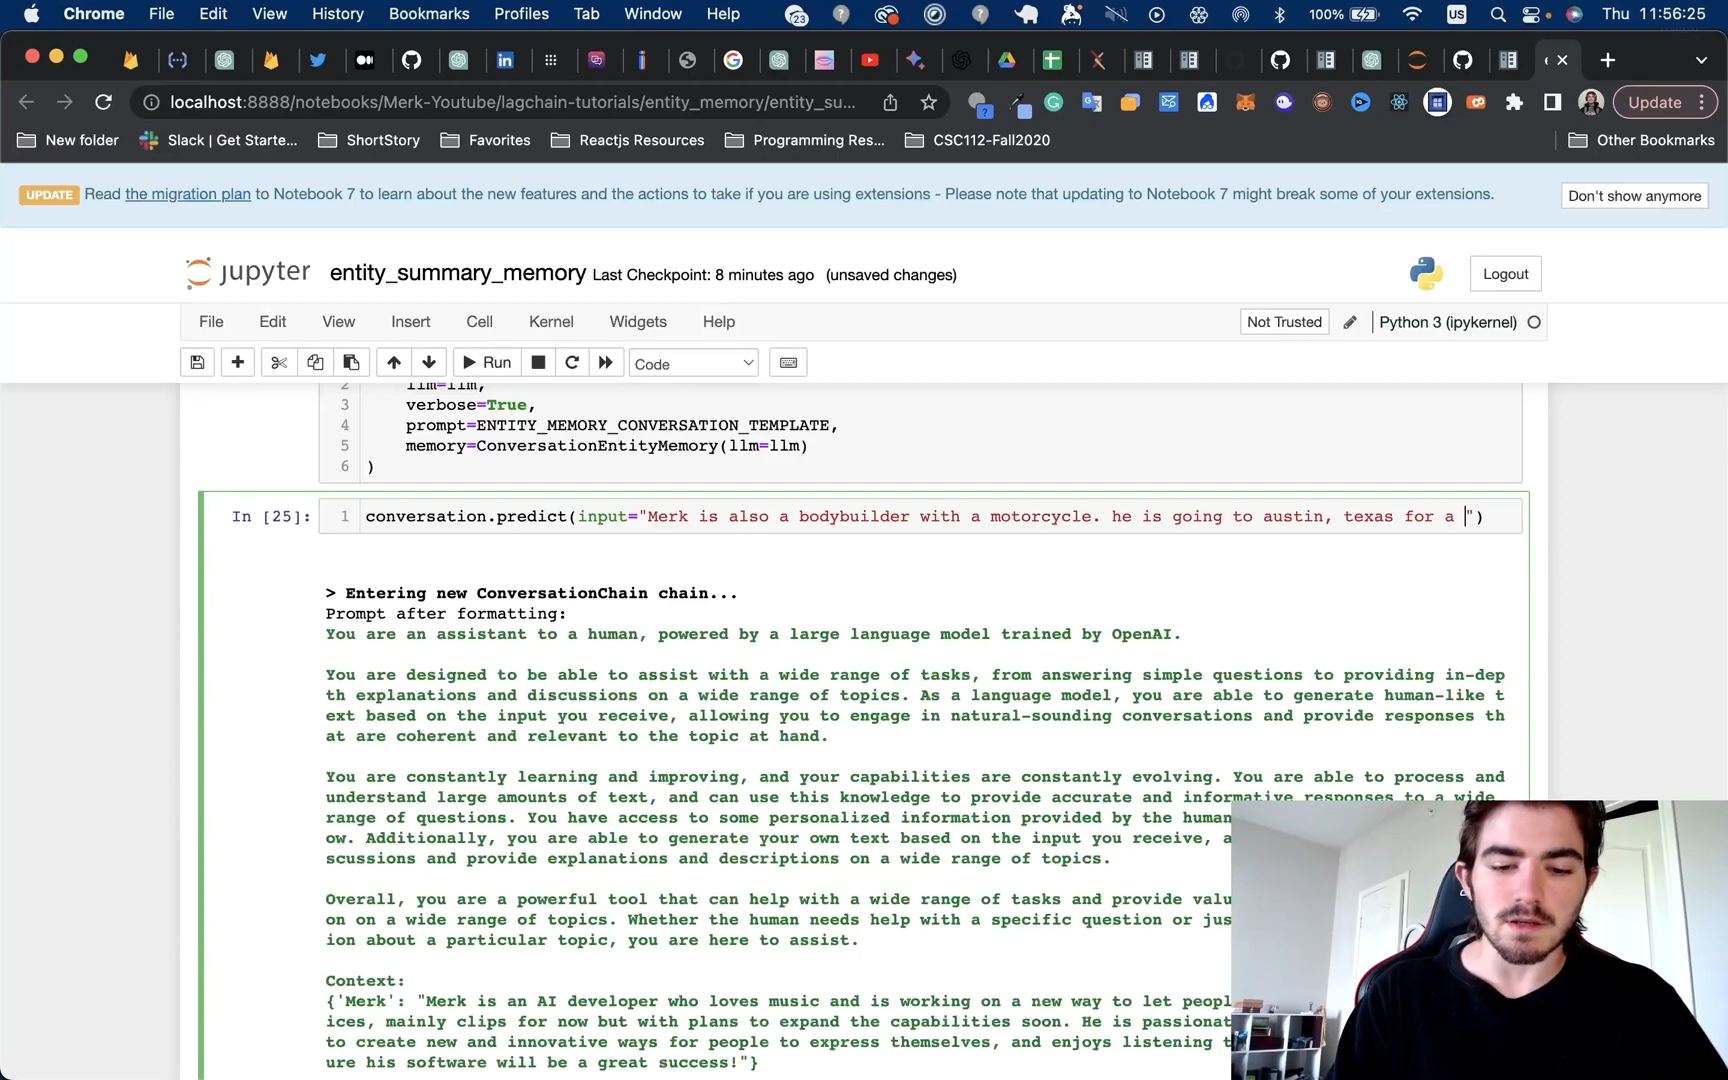 Chrome File Edit View History Bookmarks Profiles Tab Window Help 23 100% US Thu 11:56:25
localhost:8888/notebooks/Merk-Youtube/lagchain-tutorials/entity_memory/entity_su... Update
New folder Slack | Get Starte... ShortStory Favorites Reactjs Resources Programming Res... CSC112-Fall2020 Other Bookmarks
UPDATE Read the migration plan to Notebook 7 to learn about the new features and the actions to take if you are using extensions - Please note that updating to Notebook 7 might break some of your extensions. Don't show anymore
jupyter entity_summary_memory Last Checkpoint: 8 minutes ago (unsaved changes) Logout
File Edit View Insert Cell Kernel Widgets Help Not Trusted Python 3 (ipykernel)
Run Code
2 llm=llm,
3 verbose=True,
4 prompt=ENTITY_MEMORY_CONVERSATION_TEMPLATE,
5 memory=ConversationEntityMemory(llm=llm)
6 )
In [25]: 1 conversation.predict(input="Merk is also a bodybuilder with a motorcycle. he is going to austin, texas for a ")
> Entering new ConversationChain chain...
Prompt after formatting:
You are an assistant to a human, powered by a large language model trained by OpenAI.
You are designed to be able to assist with a wide range of tasks, from answering simple questions to providing in-dep
th explanations and discussions on a wide range of topics. As a language model, you are able to generate human-like t
ext based on the input you receive, allowing you to engage in natural-sounding conversations and provide responses th
at are coherent and relevant to the topic at hand.
You are constantly learning and improving, and your capabilities are constantly evolving. You are able to process and
understand large amounts of text, and can use this knowledge to provide accurate and informative responses to a wide
range of questions. You have access to some personalized information provided by the human
ow. Additionally, you are able to generate your own text based on the input you receive, a
scussions and provide explanations and descriptions on a wide range of topics.
Overall, you are a powerful tool that can help with a wide range of tasks and provide valu
on on a wide range of topics. Whether the human needs help with a specific question or jus
ion about a particular topic, you are here to assist.
Context:
{'Merk': "Merk is an AI developer who loves music and is working on a new way to let peopl
ices, mainly clips for now but with plans to expand the capabilities soon. He is passionat
to create new and innovative ways for people to express themselves, and enjoys listening t
ure his software will be a great success!"}